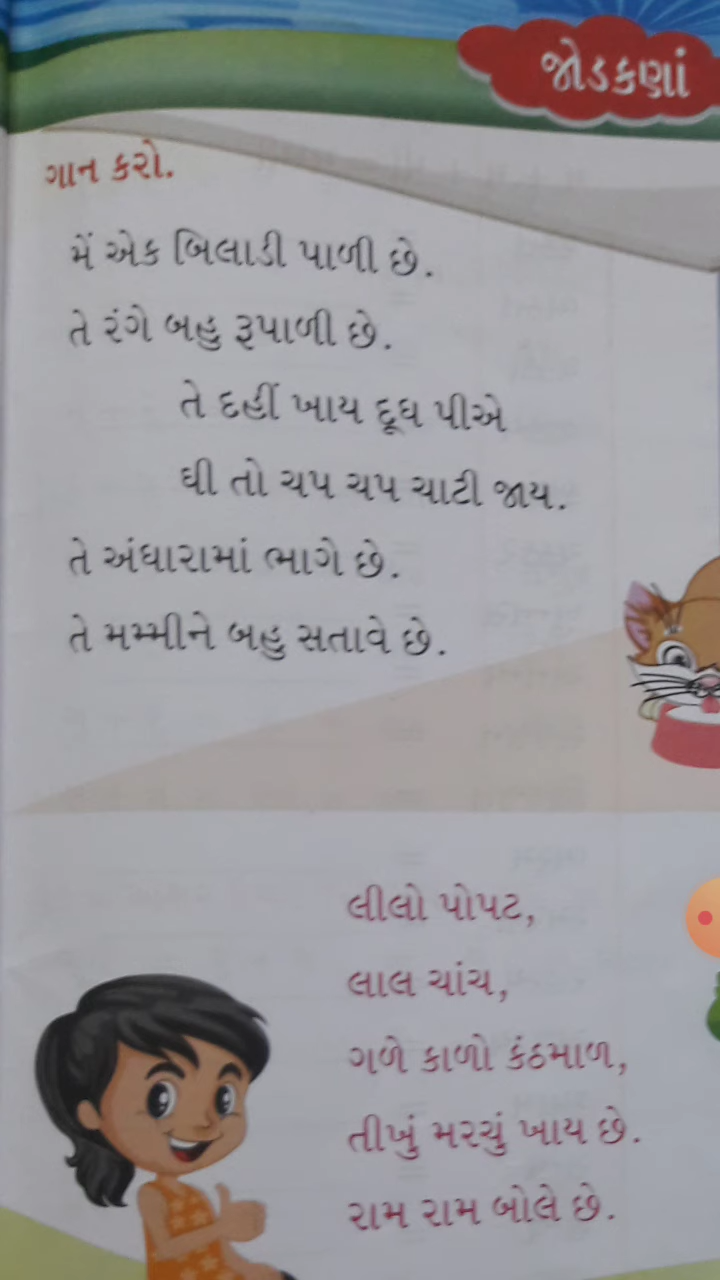 જોડકણાં
ગાન કરો.
મેં એક બિલાડી પાળી છે.
તે રંગે બહુ રૂપાળી છે.
તે દહીં ખાય દૂધ પીએ
ઘી તો ચપ ચપ ચાટી જાય.
તે અંધારામાં ભાગે છે.
તે મમ્મીને બહુ સતાવે છે.
લીલો પોપટ,
લાલ ચાંચ,
ગળે કાળો કંઠમાળ,
તીખું મરચું ખાય છે.
રામ રામ બોલે છે.